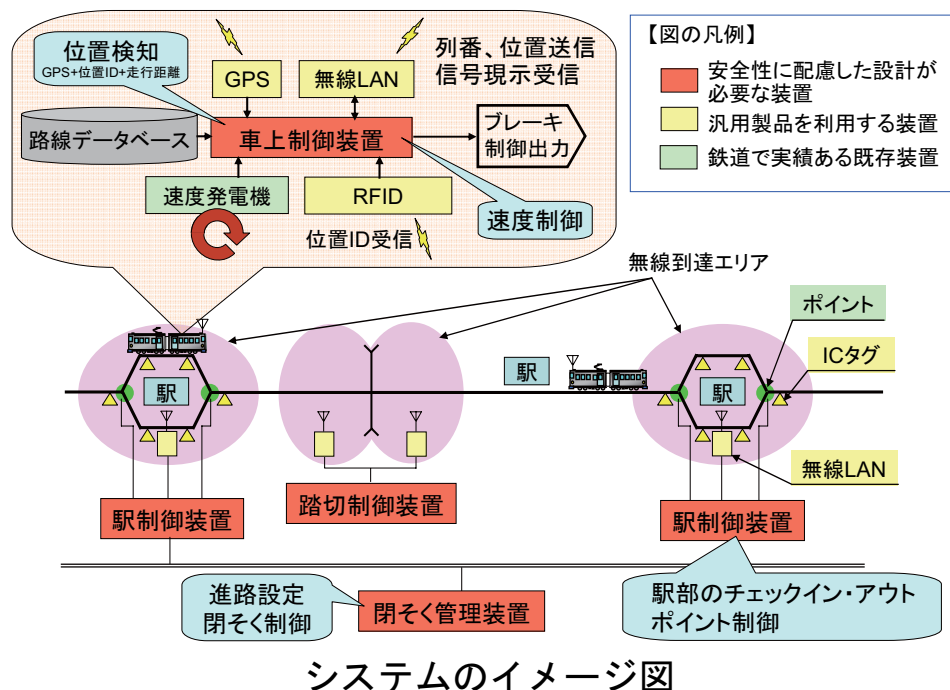 位置検知
GPS+位置ID+走行距離
GPS
無線LAN
列番、位置送信
信号現示受信
路線データベース
車上制御装置
ブレーキ
制御出力
速度発電機
RFID
速度制御
位置ID受信
【図の凡例】
安全性に配慮した設計が
必要な装置
汎用製品を利用する装置
鉄道で実績ある既存装置
無線到達エリア
ポイント
ICタグ
駅
駅
駅
無線LAN
駅制御装置
踏切制御装置
駅制御装置
進路設定
閉そく制御
閉そく管理装置
駅部のチェックイン・アウト
ポイント制御
システムのイメージ図